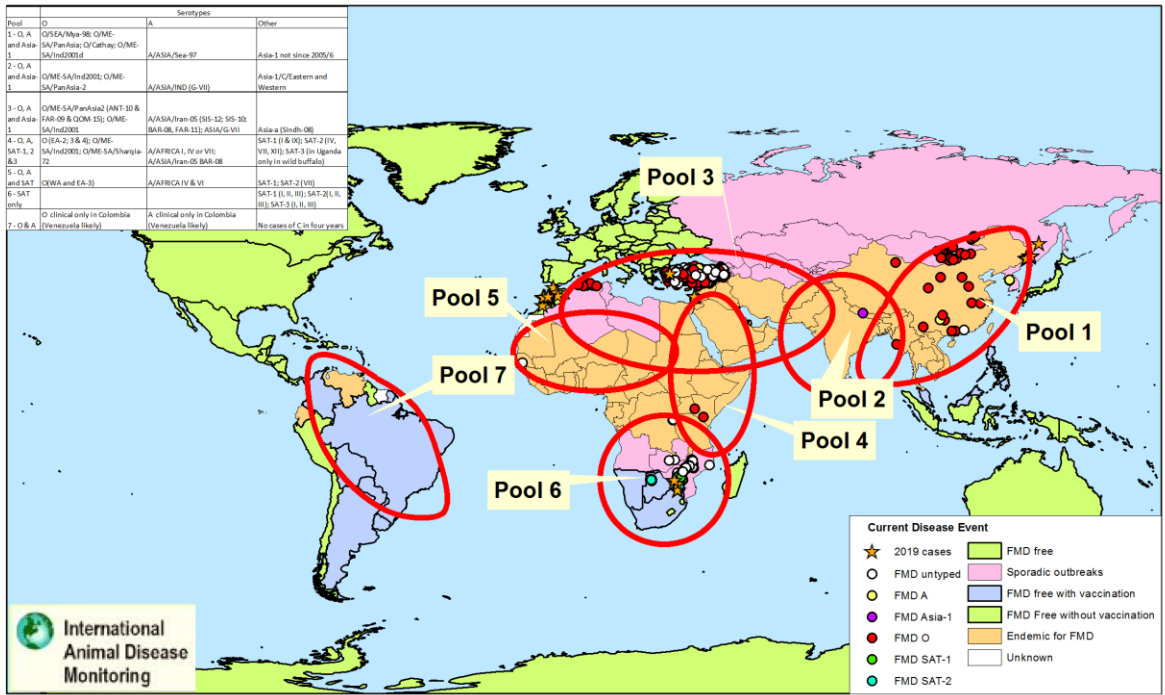 Serotypes
Pool O A Other
1 - O, A and Asia-1 O/SEA/Mya-98; O/ME-SA/PanAsia; O/Cathay; O/ME-SA/Ind2001d A/ASIA/Sea-97 Asia-1 not since 2005/6
2 - O, A and Asia-1 O/ME-SA/Ind2001; O/ME-SA/PanAsia-2 A/ASIA/IND (G-VII) Asia-1/C/Eastern and Western
3 - O, A and Asia-1 O/ME-SA/PanAsia2 (ANT-10 & FAR-09 & QOM-15); O/ME-SA/Ind2001 A/ASIA/Iran-05 (SIS-12; SIS-10; BAR-08, FAR-11); ASIA/G-VII Asia-a (Sindh-08)
4 - O, A, SAT-1, 2 &3 O (EA-2; 3 & 4); O/ME-SA/Ind2001; O/ME-SA/Sharqia-72 A/AFRICA I, IV or VII; A/ASIA/Iran-05 BAR-08 SAT-1 (I & IX); SAT-2 (IV, VII, XII); SAT-3 (in Uganda only in wild buffalo)
5 - O, A and SAT O(WA and EA-3) A/AFRICA IV & VI SAT-1; SAT-2 (VII)
6 - SAT only SAT-1 (I, II, III); SAT-2(I, II, III); SAT-3 (I, II, III)
7 - O & A O clinical only in Colombia (Venezuela likely) A clinical only in Colombia (Venezuela likely) No cases of C in four years
Pool 3
Pool 5
Pool 1
Pool 7
Pool 2
Pool 4
Pool 6
Current Disease Event
2019 cases
FMD untyped
FMD A
FMD Asia-1
FMD O
FMD SAT-1
FMD SAT-2
FMD free
Sporadic outbreaks
FMD free with vaccination
FMD Free without vaccination
Endemic for FMD
Unknown
International
Animal Disease
Monitoring